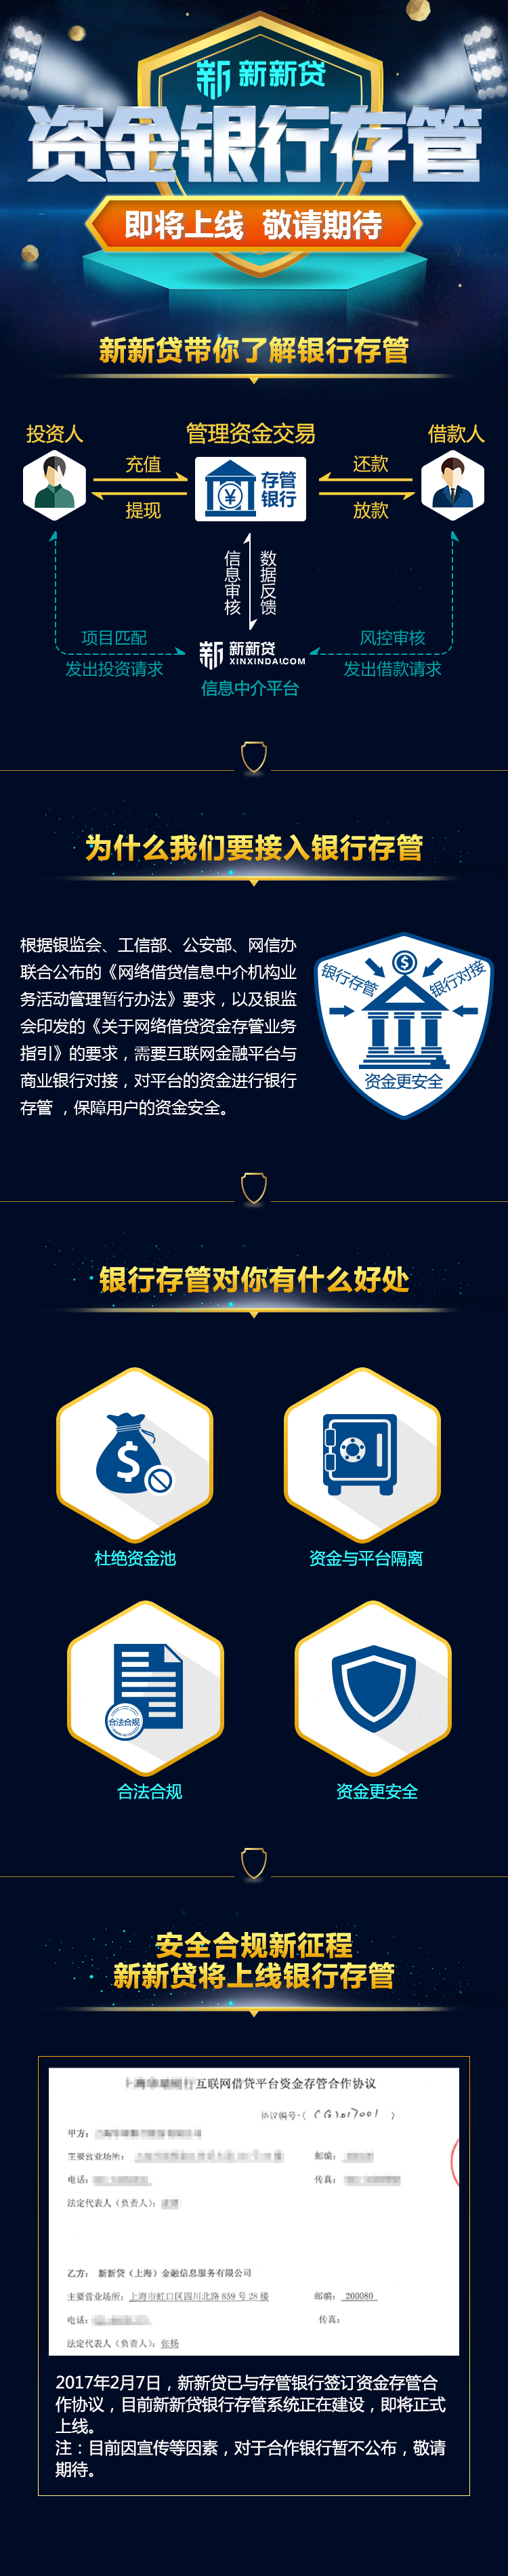 新新贷
资金银行存管
即将上线 敬请期待
新新贷带你了解银行存管
投资人
管理资金交易
借款人
充值
存管
银行
还款
提现
放款
信息审核
数据反馈
项目匹配
新新贷
XINXINDAI.COM
风控审核
发出投资请求
发出借款请求
信息中介平台
为什么我们要接入银行存管
根据银监会、工信部、公安部、网信办
联合公布的《网络借贷信息中介机构业
务活动管理暂行办法》要求，以及银监
会印发的《关于网络借贷资金存管业务
指引》的要求，需要互联网金融平台与
商业银行对接，对平台的资金进行银行
存管 ，保障用户的资金安全。
银行存管
银行对接
资金更安全
银行存管对你有什么好处
杜绝资金池
资金与平台隔离
合法合规
合法合规
资金更安全
安全合规新征程
新新贷将上线银行存管
互联网借贷平台资金存管合作协议
协议编号:( CG2017001 )
甲方:
主要营业场所: 邮编:
电话: 传真:
法定代表人（负责人）:
乙方: 新新贷（上海）金融信息服务有限公司
主要营业场所: 上海市虹口区四川北路 859 号 28 楼 邮编: 200080
电话: 传真:
法定代表人（负责人）: 张扬
2017年2月7日，新新贷已与存管银行签订资金存管合
作协议，目前新新贷银行存管系统正在建设，即将正式
上线。
注：目前因宣传等因素，对于合作银行暂不公布，敬请
期待。